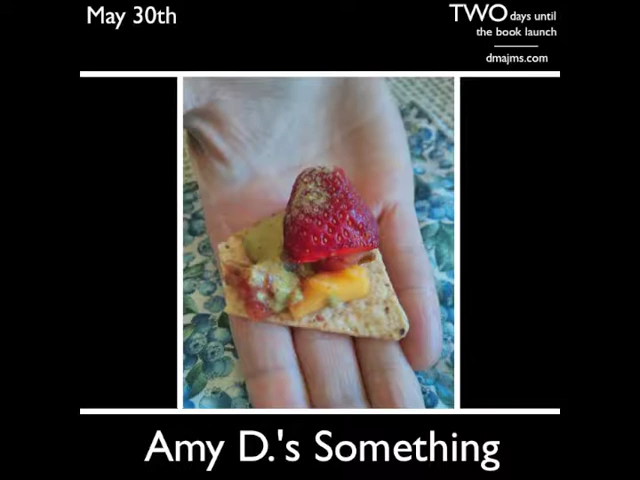 May 30th
TWO days until
the book launch
dmajms.com
Amy D.'s Something